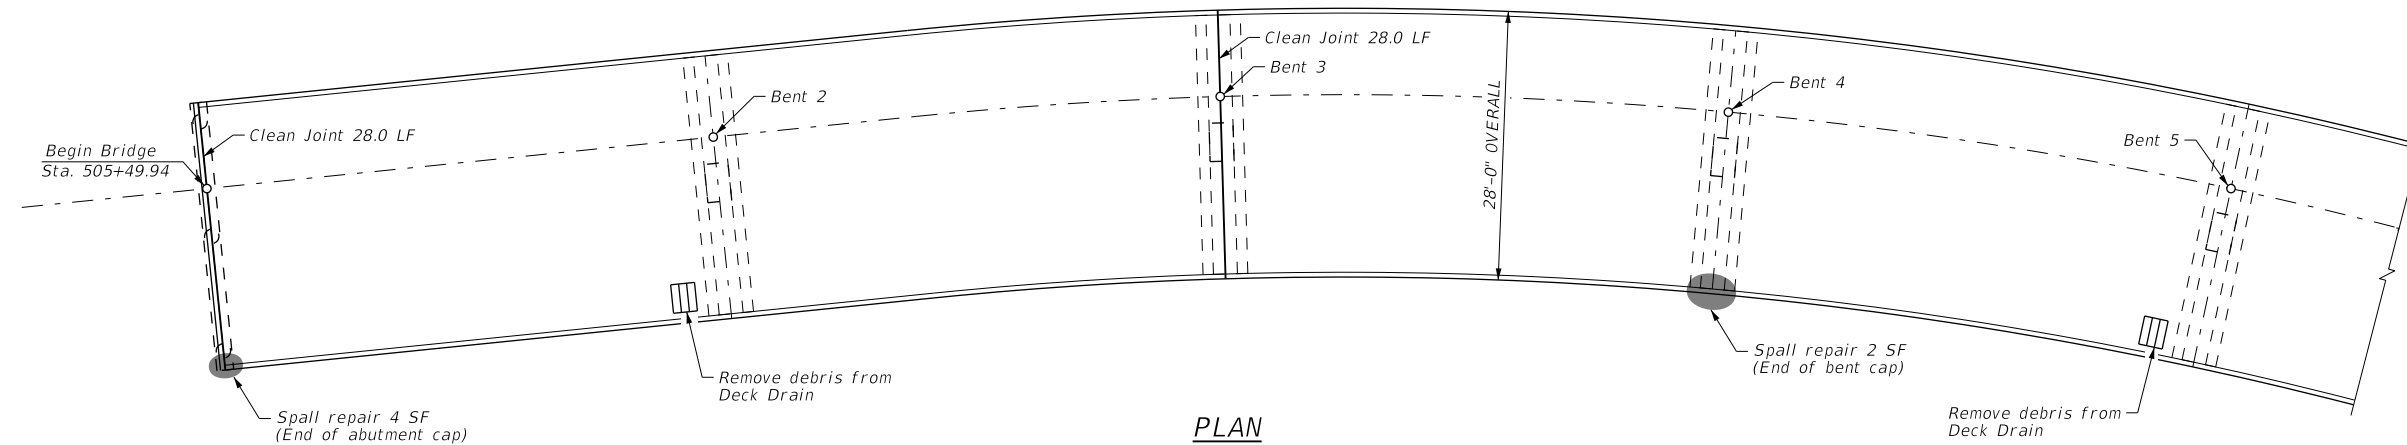 Begin Bridge
Sta. 505+49.94
Clean Joint 28.0 LF
Spall repair 4 SF
(End of abutment cap)
Bent 2
Remove debris from
Deck Drain
Clean Joint 28.0 LF
Bent 3
28'-0" OVERALL
Bent 4
Spall repair 2 SF
(End of bent cap)
Bent 5
Remove debris from
Deck Drain
PLAN